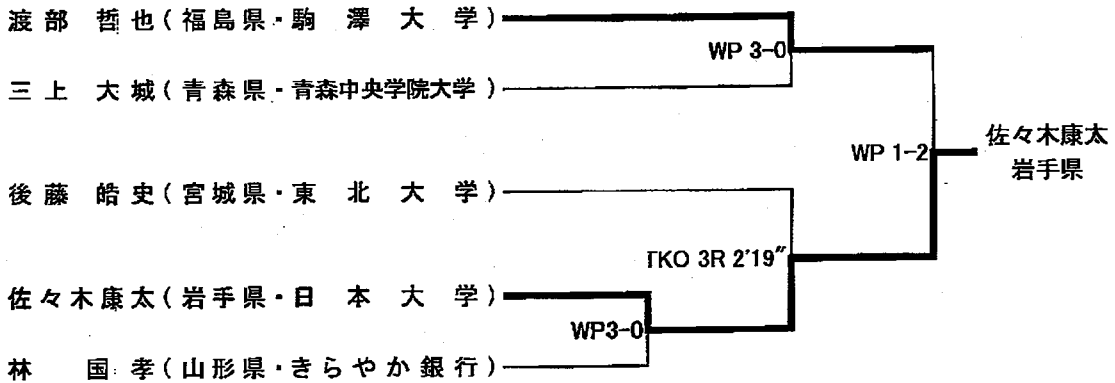 渡部 哲也(福島県・駒澤大学)
WP 3-0
三上 大城(青森県・青森中央学院大学)
WP 1-2
佐々木康太
岩手県
後藤 皓史(宮城県・東北大学)
TKO 3R 2'19"
佐々木康太(岩手県・日本大学)
WP3-0
林 国孝(山形県・きらやか銀行)